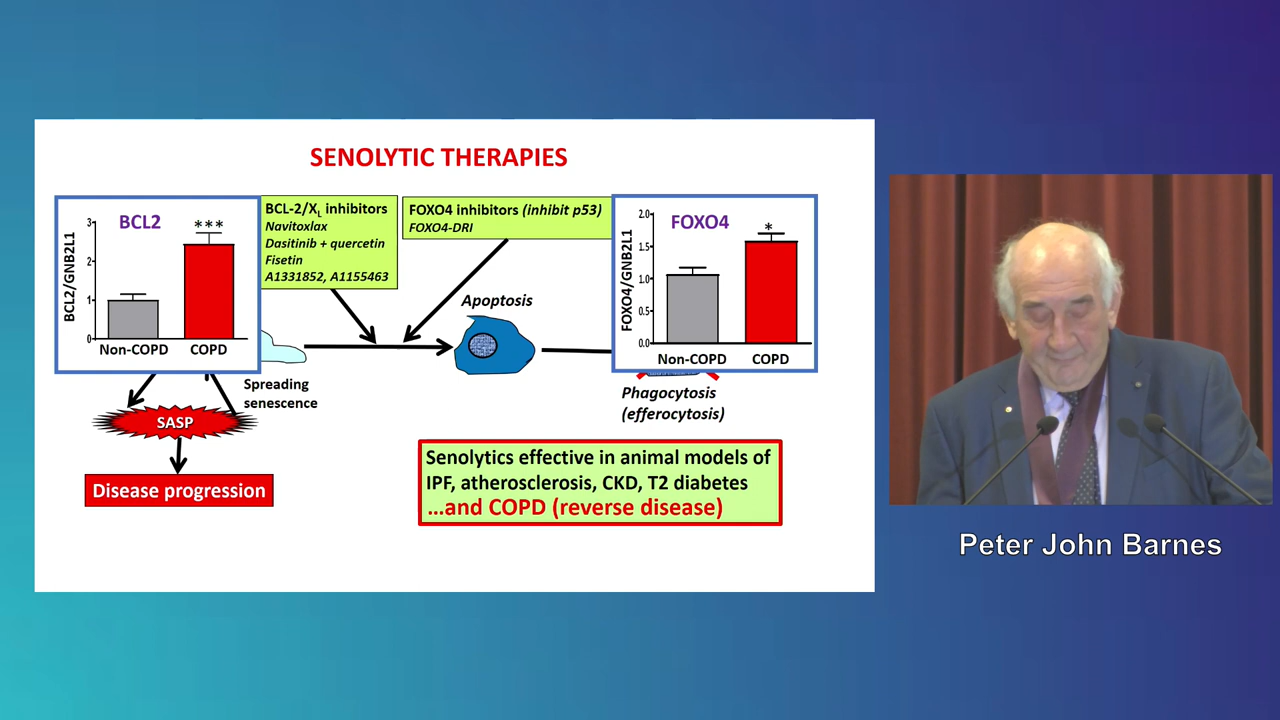 SENOLYTIC THERAPIES
BCL2
***
BCL2/GNB2L1
3
2
1
0
Non-COPD
COPD
BCL-2/XL inhibitors
Navitoxlax
Dasitinib + quercetin
Fisetin
A1331852, A1155463
FOXO4 inhibitors (inhibit p53)
FOXO4-DRI
FOXO4
*
FOXO4/GNB2L1
2.0
1.5
1.0
0.5
0.0
Non-COPD
COPD
Apoptosis
Spreading
senescence
Phagocytosis
(efferocytosis)
SASP
Disease progression
Senolytics effective in animal models of
IPF, atherosclerosis, CKD, T2 diabetes
...and COPD (reverse disease)
Peter John Barnes